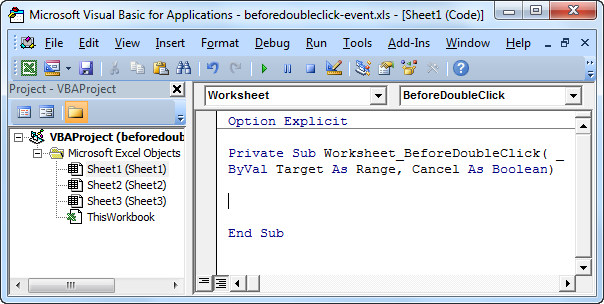 Microsoft Visual Basic for Applications - beforedoubleclick-event.xls - [Sheet1 (Code)]
File Edit View Insert Format Debug Run Tools Add-Ins Window Help
Project - VBAProject
VBAProject (beforedoub
Microsoft Excel Objects
Sheet1 (Sheet1)
Sheet2 (Sheet2)
Sheet3 (Sheet3)
ThisWorkbook
Worksheet BeforeDoubleClick
Option Explicit
Private Sub Worksheet_BeforeDoubleClick( _
ByVal Target As Range, Cancel As Boolean)
End Sub